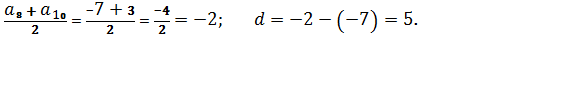 (a₈ + a₁₀)/2 = (-7 + 3)/2 = (-4)/2 = −2; d = −2 − (−7) = 5.